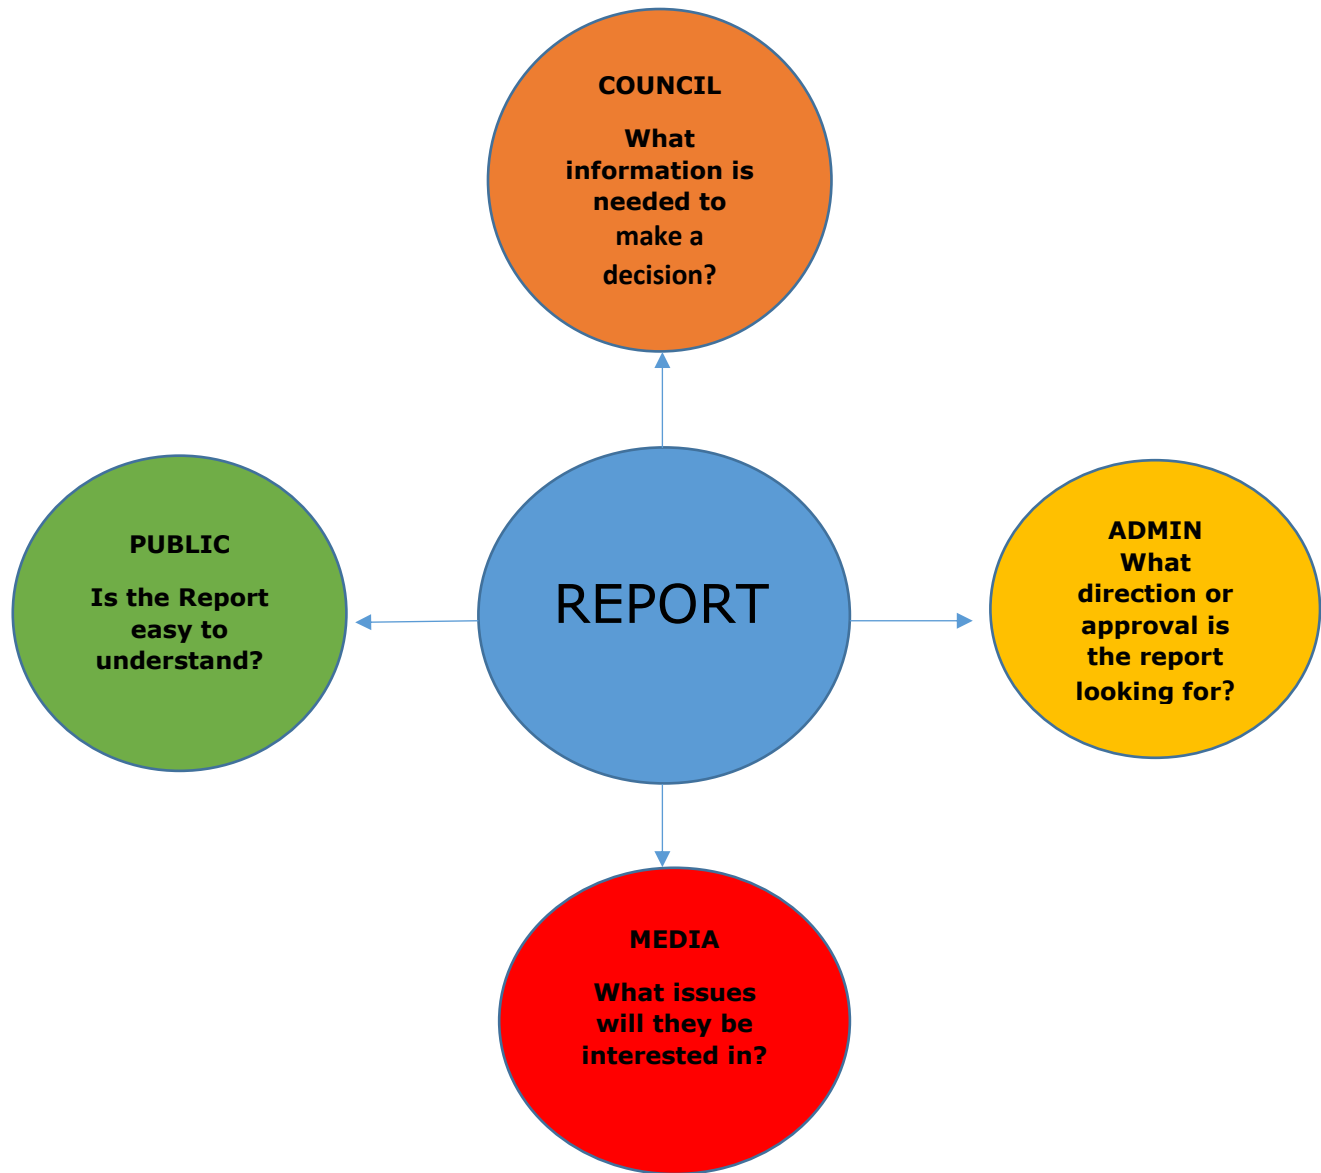 COUNCIL
What
information is
needed to
make a
decision?
PUBLIC
Is the Report
easy to
understand?
REPORT
ADMIN
What
direction or
approval is
the report
looking for?
MEDIA
What issues
will they be
interested in?